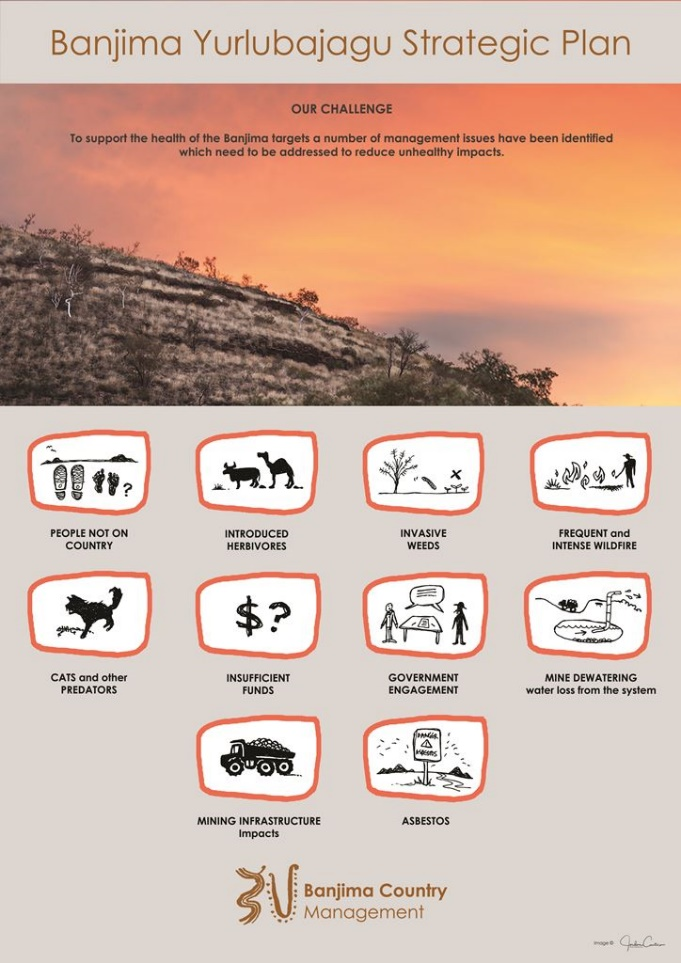 Banjima Yurlubajagu Strategic Plan
OUR CHALLENGE
To support the health of the Banjima targets a number of management issues have been identified
which need to be addressed to reduce unhealthy impacts.
?
PEOPLE NOT ON
COUNTRY
INTRODUCED
HERBIVORES
x
INVASIVE
WEEDS
FREQUENT and
INTENSE WILDFIRE
CATS and other
PREDATORS
$?
INSUFFICIENT
FUNDS
GOVERNMENT
ENGAGEMENT
MINE DEWATERING
water loss from the system
MINING INFRASTRUCTURE
Impacts
DANGER
ASBESTOS
Banjima Country
Management
Image ©